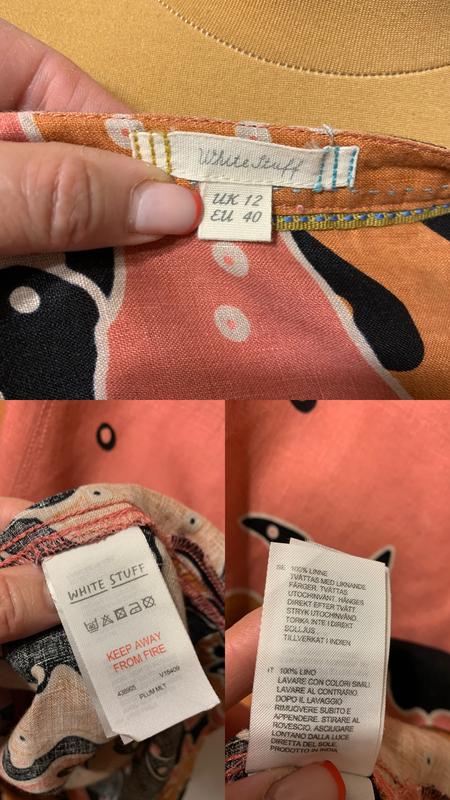 White Stuff
UK 12
EU 40
WHITE STUFF
KEEP AWAY
FROM FIRE
438905 V16409
PLUM MLT
SE 100% LINNE
TVÄTTAS MED LIKNANDE
FÄRGER. TVÄTTAS
UTOCHINVÄNT. HÄNGES
DIREKT EFTER TVÄTT.
STRYK UTOCHINVÄNT.
TORKA INTE I DIREKT
SOLLJUS.
TILLVERKAT I INDIEN
IT 100% LINO
LAVARE CON COLORI SIMILI.
LAVARE AL CONTRARIO.
DOPO IL LAVAGGIO
RIMUOVERE SUBITO E
APPENDERE. STIRARE AL
ROVESCIO. ASCIUGARE
LONTANO DALLA LUCE
DIRETTA DEL SOLE.
PRODOTTO IN INDIA